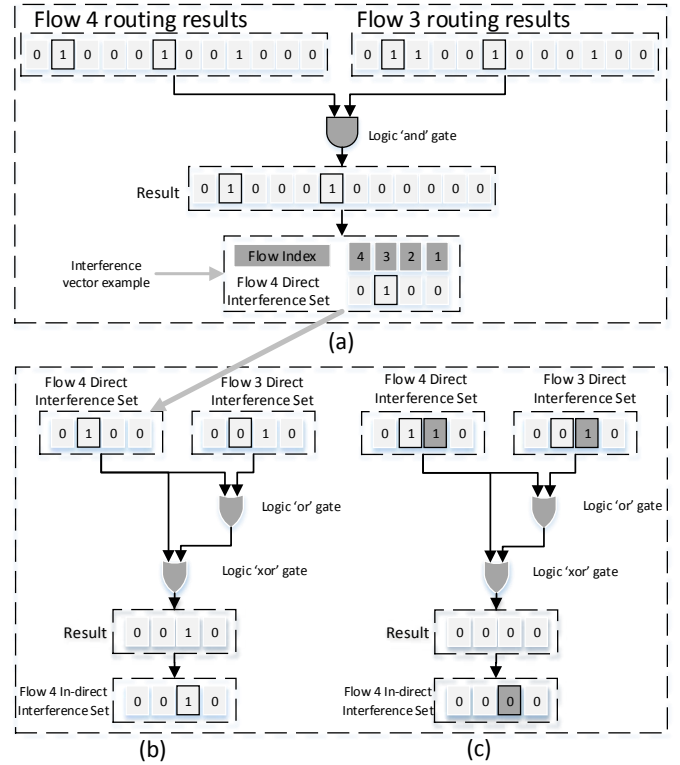 Flow 4 routing results
Flow 3 routing results
0 1 0 0 0 1 0 0 1 0 0 0
0 1 1 0 0 1 0 0 0 1 0 0
Logic ‘and’ gate
Result
0 1 0 0 0 1 0 0 0 0 0 0
Interference
vector example
Flow Index
4 3 2 1
Flow 4 Direct
Interference Set
0 1 0 0
(a)
Flow 4 Direct
Interference Set
0 1 0 0
Flow 3 Direct
Interference Set
0 0 1 0
Logic ‘or’ gate
Logic ‘xor’ gate
Result
0 0 1 0
Flow 4 In-direct
Interference Set
0 0 1 0
(b)
Flow 4 Direct
Interference Set
0 1 1 0
Flow 3 Direct
Interference Set
0 0 1 0
Logic ‘or’ gate
Logic ‘xor’ gate
Result
0 0 0 0
Flow 4 In-direct
Interference Set
0 0 0 0
(c)